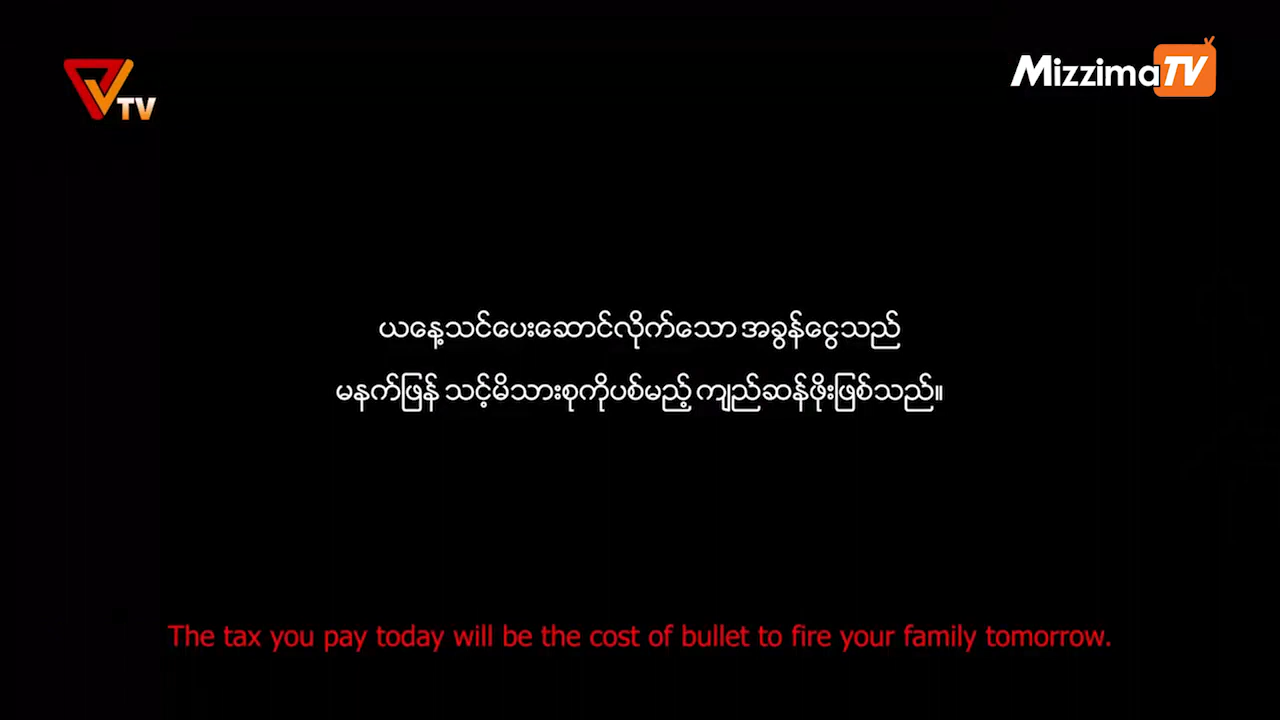 TV
MizzimaTV
ယနေ့သင်ပေးဆောင်လိုက်သော အခွန်ငွေသည်
မနက်ဖြန် သင့်မိသားစုကိုပစ်မည့် ကျည်ဆန်ဖိုးဖြစ်သည်။
The tax you pay today will be the cost of bullet to fire your family tomorrow.